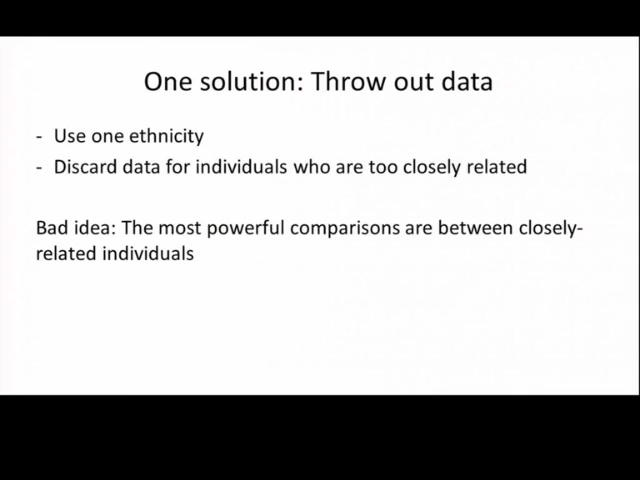 One solution: Throw out data
- Use one ethnicity
- Discard data for individuals who are too closely related
Bad idea: The most powerful comparisons are between closely-
related individuals